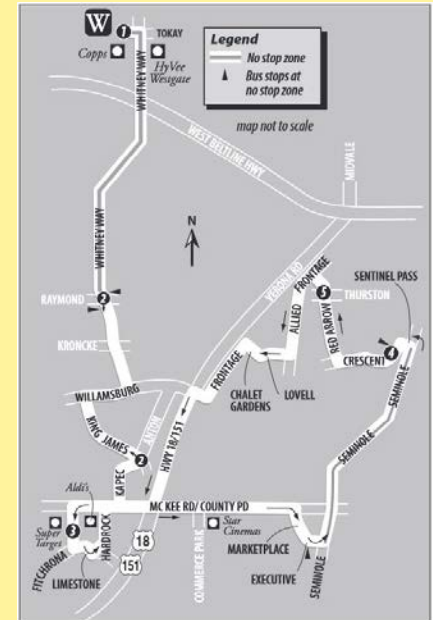 W
1
TOKAY
Copps
HyVee
Westgate
WHITNEY WAY
Legend
No stop zone
Bus stops at
no stop zone
map not to scale
WEST BELTLINE HWY
MIDVALE
N
WHITNEY WAY
VERONA RD
SENTINEL PASS
RAYMOND
2
FRONTAGE
5
THURSTON
KRONCKE
ALLIED
RED ARROW
4
CRESCENT
FRONTAGE
WILLAMSBURG
CHALET
GARDENS
LOVELL
SEMINOLE
KING JAMES
ANTON
2
HWY 18/151
SEMINOLE
KAPEC
MC KEE RD/ COUNTY PD
Aldi's
Super
Target
3
HARDROCK
Star
Cinemas
18
151
COMMERCE PARK
MARKETPLACE
FITCHRONA
LIMESTONE
EXECUTIVE
SEMINOLE